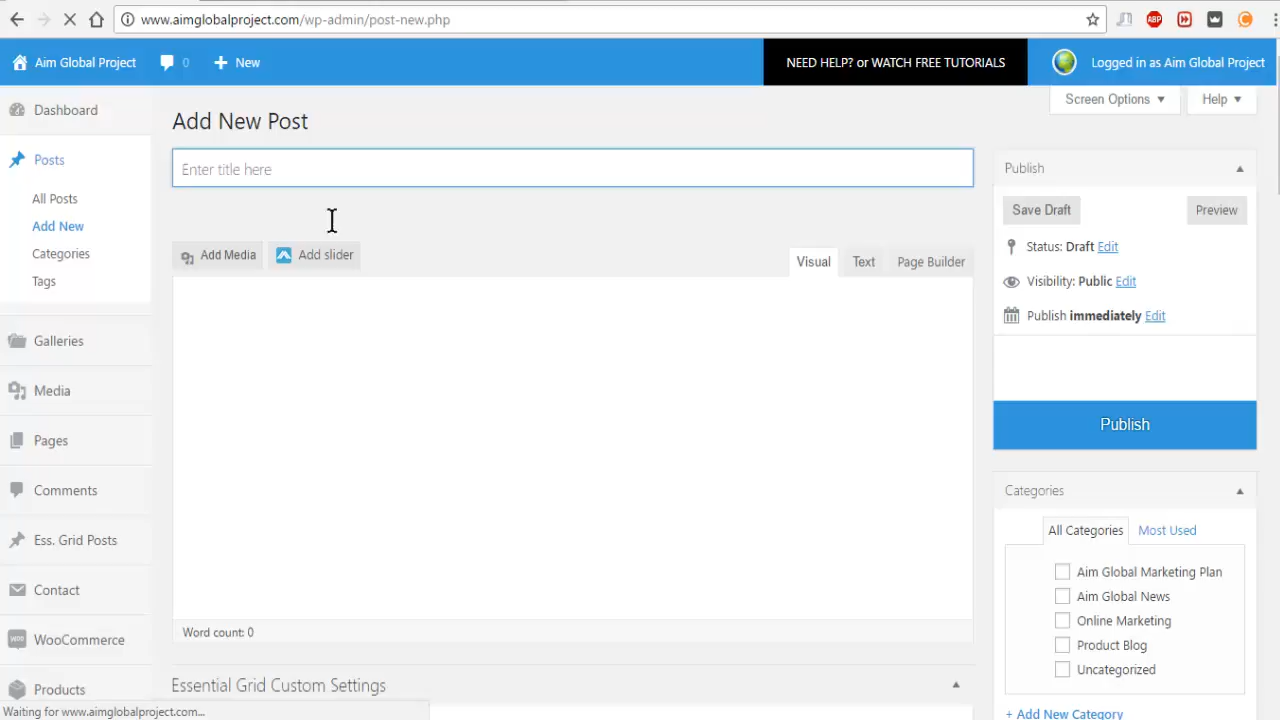 www.aimglobalproject.com/wp-admin/post-new.php
ABP
Aim Global Project
0
New
NEED HELP? or WATCH FREE TUTORIALS
Logged in as Aim Global Project
Screen Options
Help
Dashboard
Posts
All Posts
Add New
Categories
Tags
Galleries
Media
Pages
Comments
Ess. Grid Posts
Contact
WooCommerce
Products
Add New Post
Enter title here
Add Media
Add slider
Visual
Text
Page Builder
Word count: 0
Essential Grid Custom Settings
Publish
Save Draft
Preview
Status: Draft Edit
Visibility: Public Edit
Publish immediately Edit
Publish
Categories
All Categories
Most Used
Aim Global Marketing Plan
Aim Global News
Online Marketing
Product Blog
Uncategorized
+ Add New Category
Waiting for www.aimglobalproject.com...